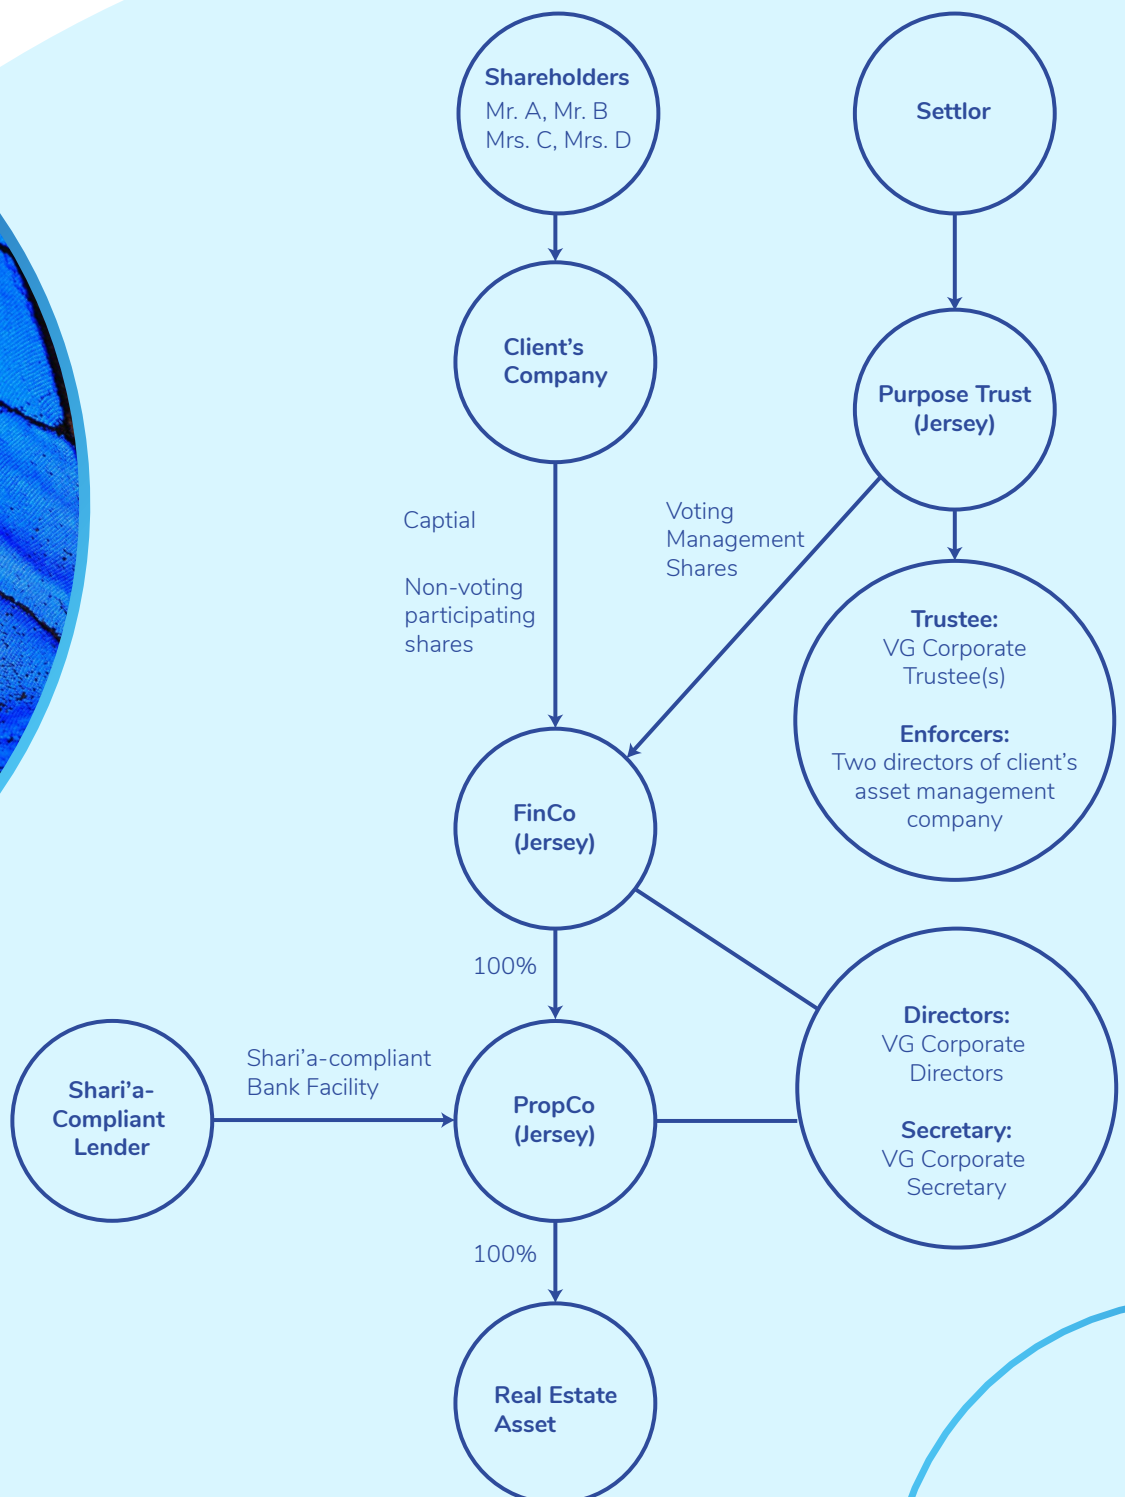 Shareholders
Mr. A, Mr. B
Mrs. C, Mrs. D
Settlor
Client’s
Company
Purpose Trust
(Jersey)
Captial
Non-voting
participating
shares
Voting
Management
Shares
Trustee:
VG Corporate
Trustee(s)
Enforcers:
Two directors of client’s
asset management
company
FinCo
(Jersey)
100%
Directors:
VG Corporate
Directors
Secretary:
VG Corporate
Secretary
Shari’a-
Compliant
Lender
Shari’a-compliant
Bank Facility
PropCo
(Jersey)
100%
Real Estate
Asset